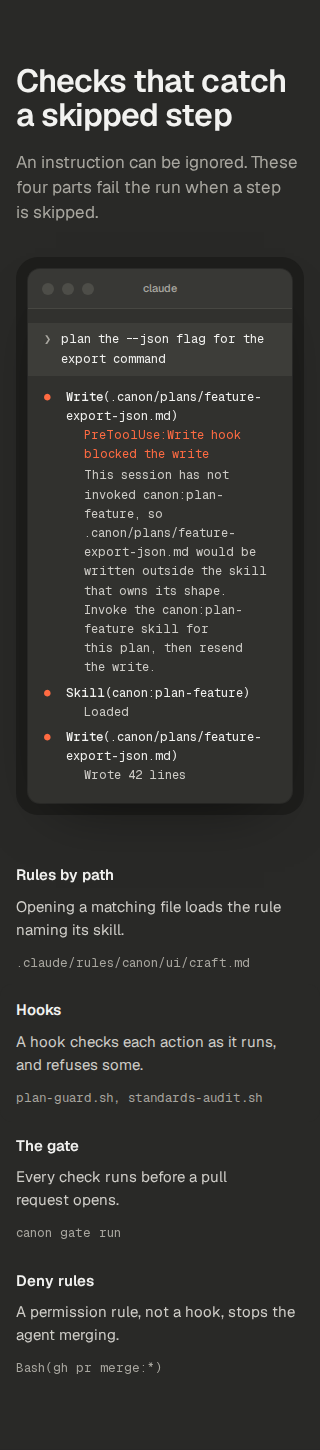 Checks that catch
a skipped step
An instruction can be ignored. These
four parts fail the run when a step
is skipped.
claude
❯ plan the --json flag for the
export command
● Write(.canon/plans/feature-
export-json.md)
PreToolUse:Write hook
blocked the write
This session has not
invoked canon:plan-
feature, so
.canon/plans/feature-
export-json.md would be
written outside the skill
that owns its shape.
Invoke the canon:plan-
feature skill for
this plan, then resend
the write.
● Skill(canon:plan-feature)
Loaded
● Write(.canon/plans/feature-
export-json.md)
Wrote 42 lines
Rules by path
Opening a matching file loads the rule
naming its skill.
.claude/rules/canon/ui/craft.md
Hooks
A hook checks each action as it runs,
and refuses some.
plan-guard.sh, standards-audit.sh
The gate
Every check runs before a pull
request opens.
canon gate run
Deny rules
A permission rule, not a hook, stops the
agent merging.
Bash(gh pr merge:*)